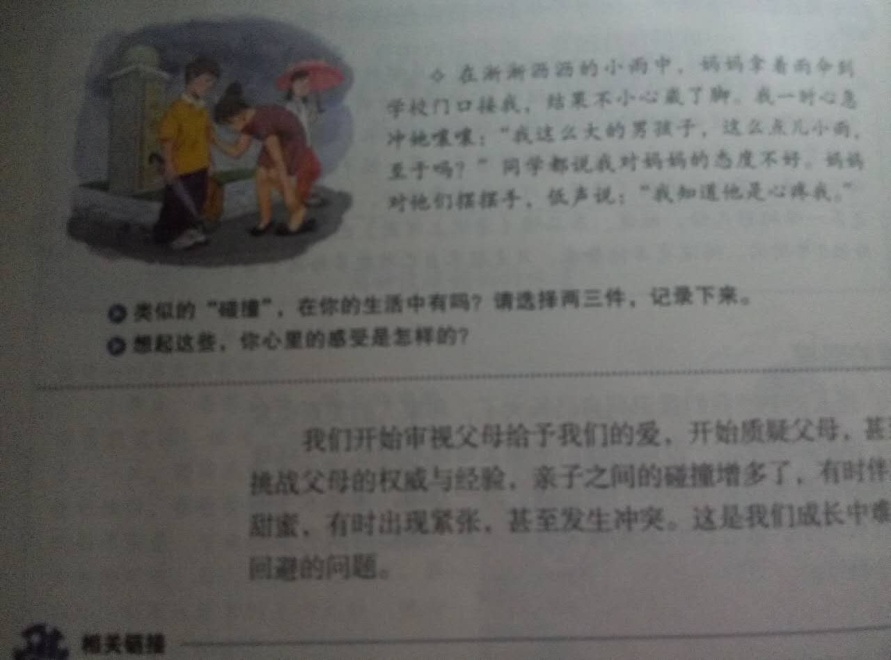 ◇ 在淅淅沥沥的小雨中，妈妈拿着雨伞到
学校门口接我，结果不小心崴了脚。我一时心急
冲她嚷嚷：“我这么大的男孩子，这么点儿小雨，
至于吗？”同学都说我对妈妈的态度不好。妈妈
对他们摆摆手，低声说：“我知道他是心疼我。”
类似的“碰撞”，在你的生活中有吗？请选择两三件，记录下来。
想起这些，你心里的感受是怎样的？
我们开始审视父母给予我们的爱，开始质疑父母，甚
挑战父母的权威与经验，亲子之间的碰撞增多了，有时伴
甜蜜，有时出现紧张，甚至发生冲突。这是我们成长中难
回避的问题。
相关链接